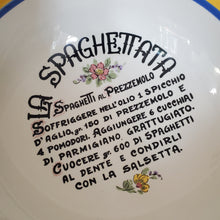 LA SPAGHETTATA
SPAGHETTI AL PREZZEMOLO
SOFFRIGGERE NELL'OLIO 1 SPICCHIO
D'AGLIO, gr. 150 DI PREZZEMOLO E
4 POMODORI. AGGIUNGERE 6 CUCCHIAI
DI PARMIGIANO GRATTUGIATO.
CUOCERE gr. 600 DI SPAGHETTI
AL DENTE E CONDIRLI
CON LA SALSETTA.